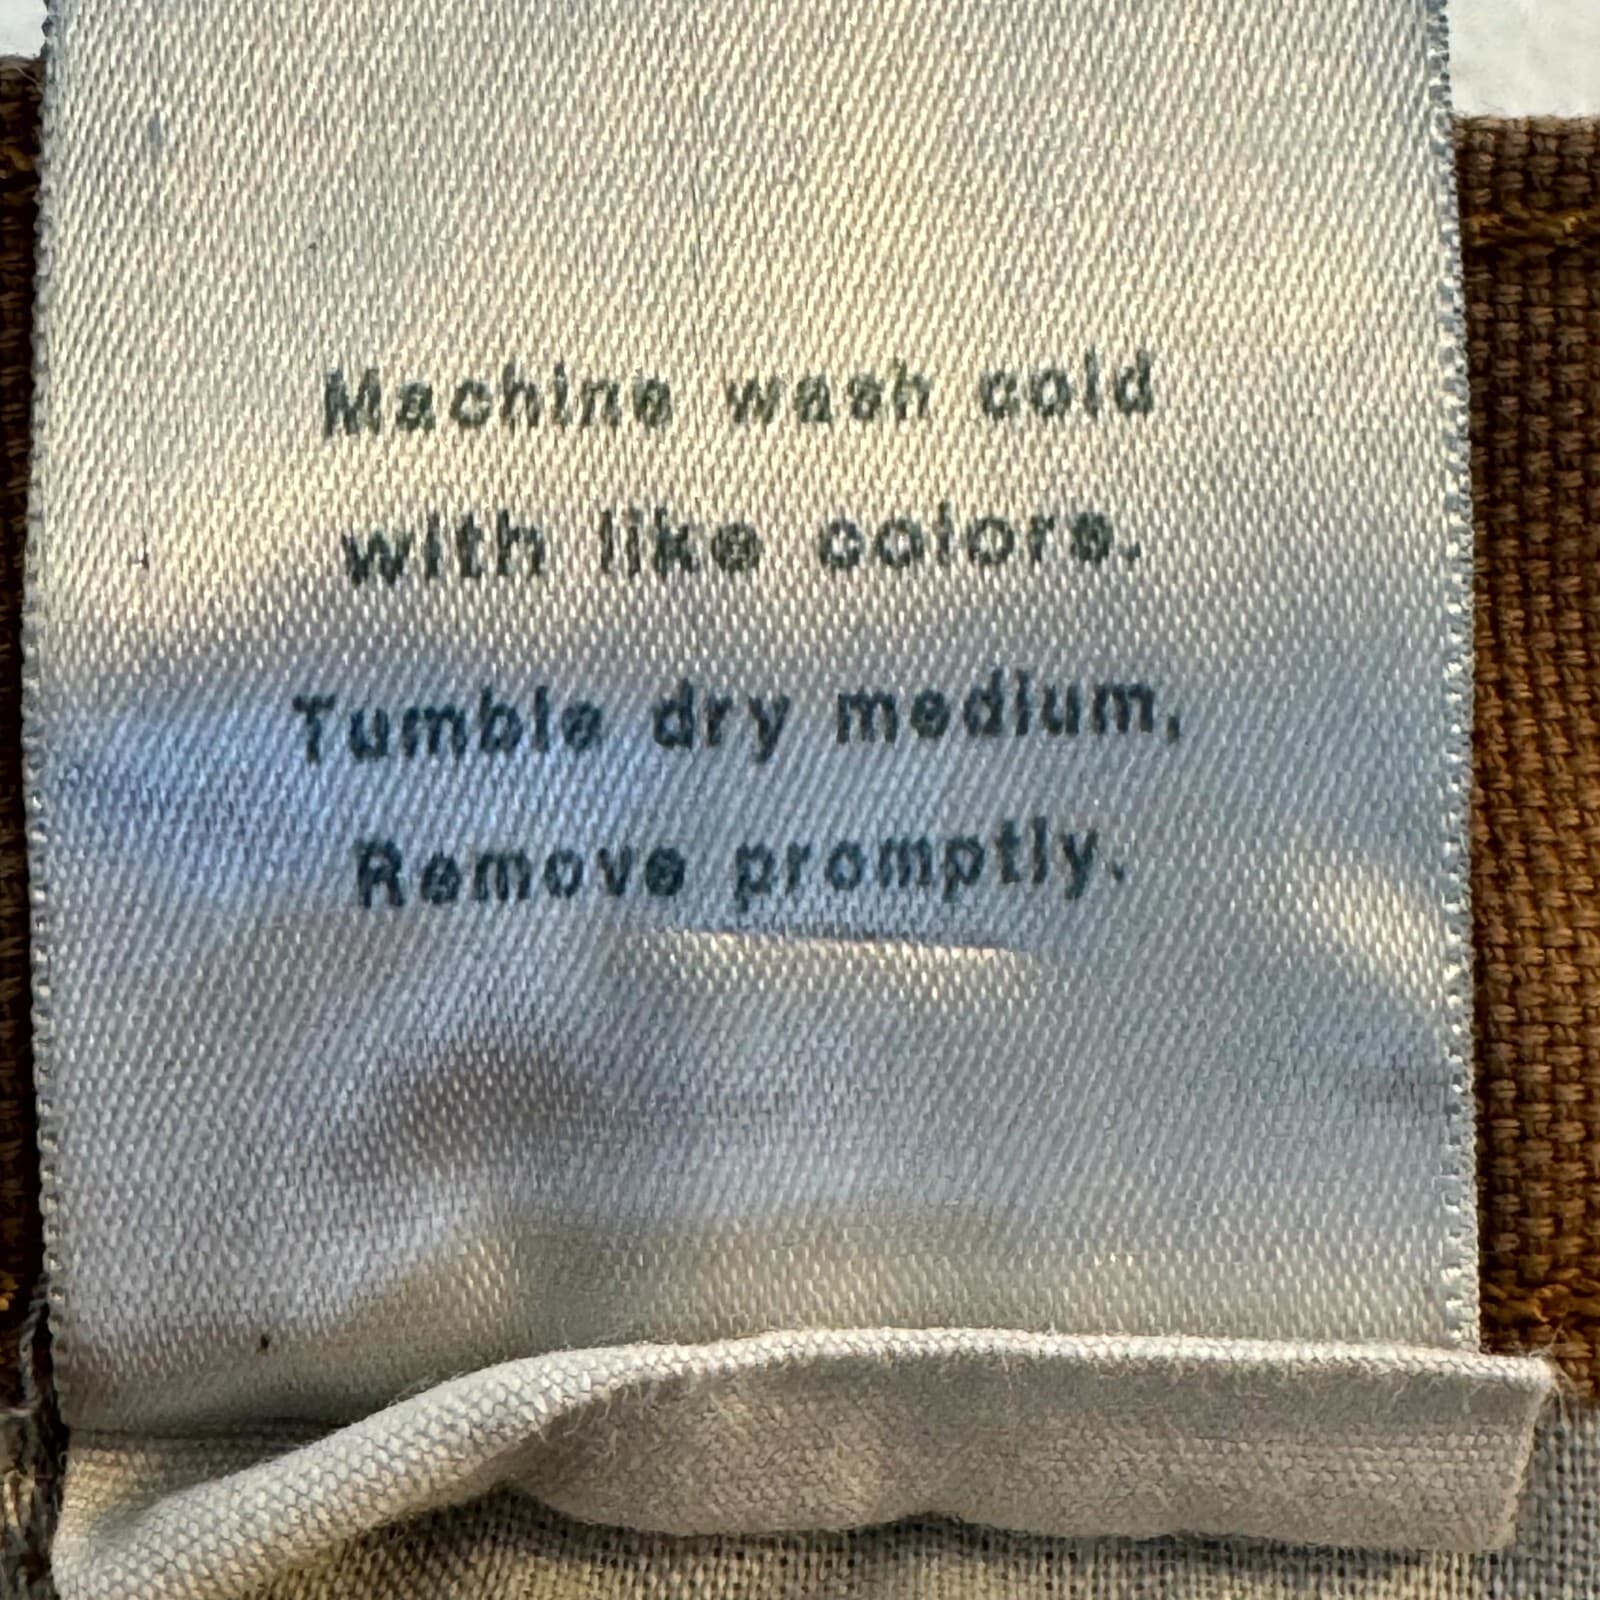 Machine wash cold
with like colors.
Tumble dry medium,
Remove promptly.